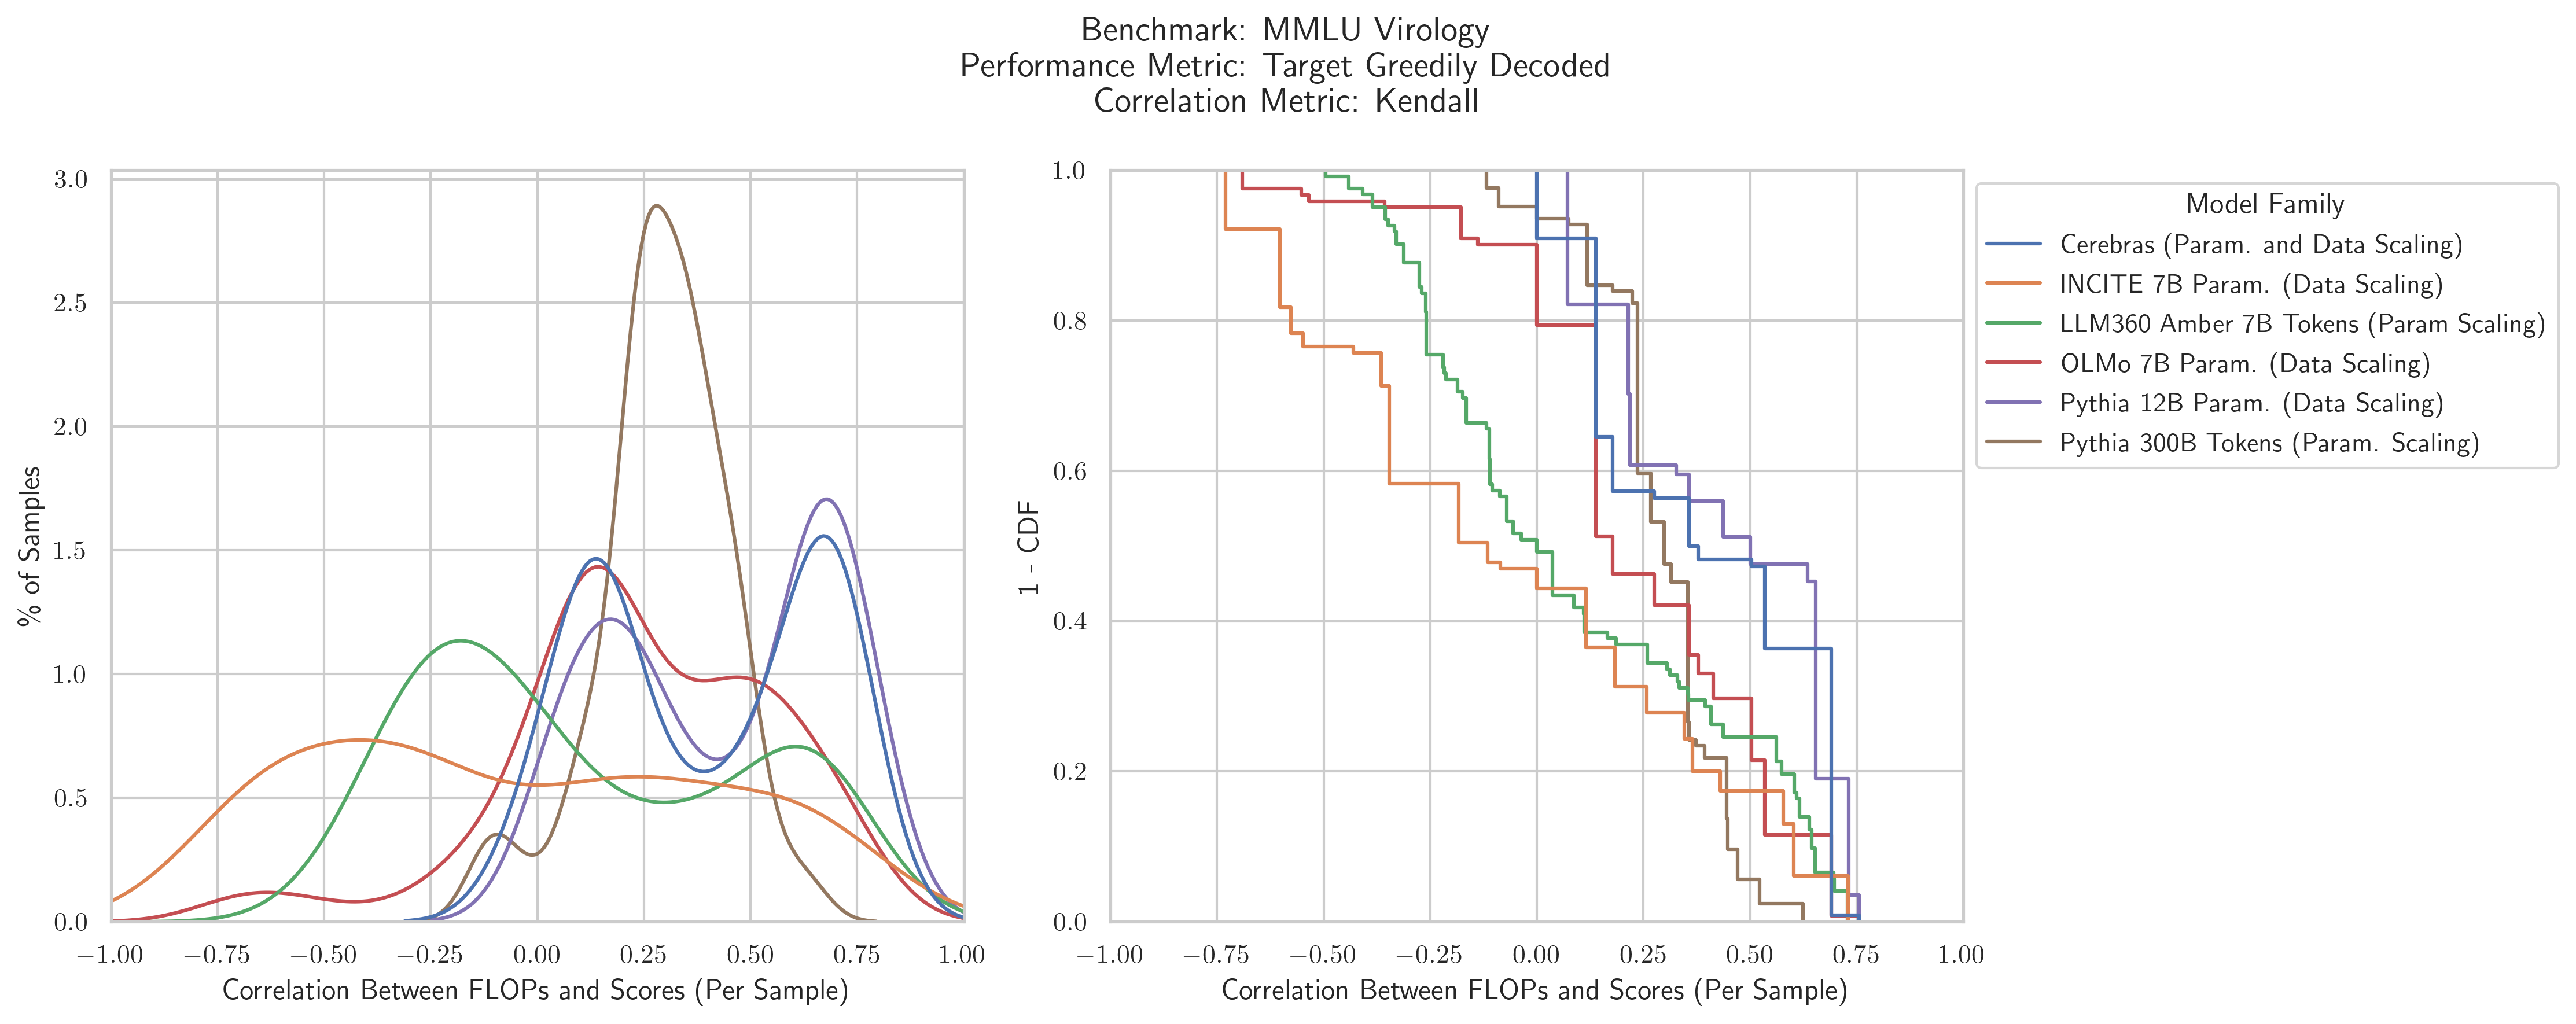 Benchmark: MMLU Virology
Performance Metric: Target Greedily Decoded
Correlation Metric: Kendall
% of Samples
3.0
2.5
2.0
1.5
1.0
0.5
0.0
−1.00 −0.75 −0.50 −0.25 0.00 0.25 0.50 0.75 1.00
Correlation Between FLOPs and Scores (Per Sample)
1 - CDF
1.0
0.8
0.6
0.4
0.2
0.0
−1.00 −0.75 −0.50 −0.25 0.00 0.25 0.50 0.75 1.00
Correlation Between FLOPs and Scores (Per Sample)
Model Family
Cerebras (Param. and Data Scaling)
INCITE 7B Param. (Data Scaling)
LLM360 Amber 7B Tokens (Param Scaling)
OLMo 7B Param. (Data Scaling)
Pythia 12B Param. (Data Scaling)
Pythia 300B Tokens (Param. Scaling)